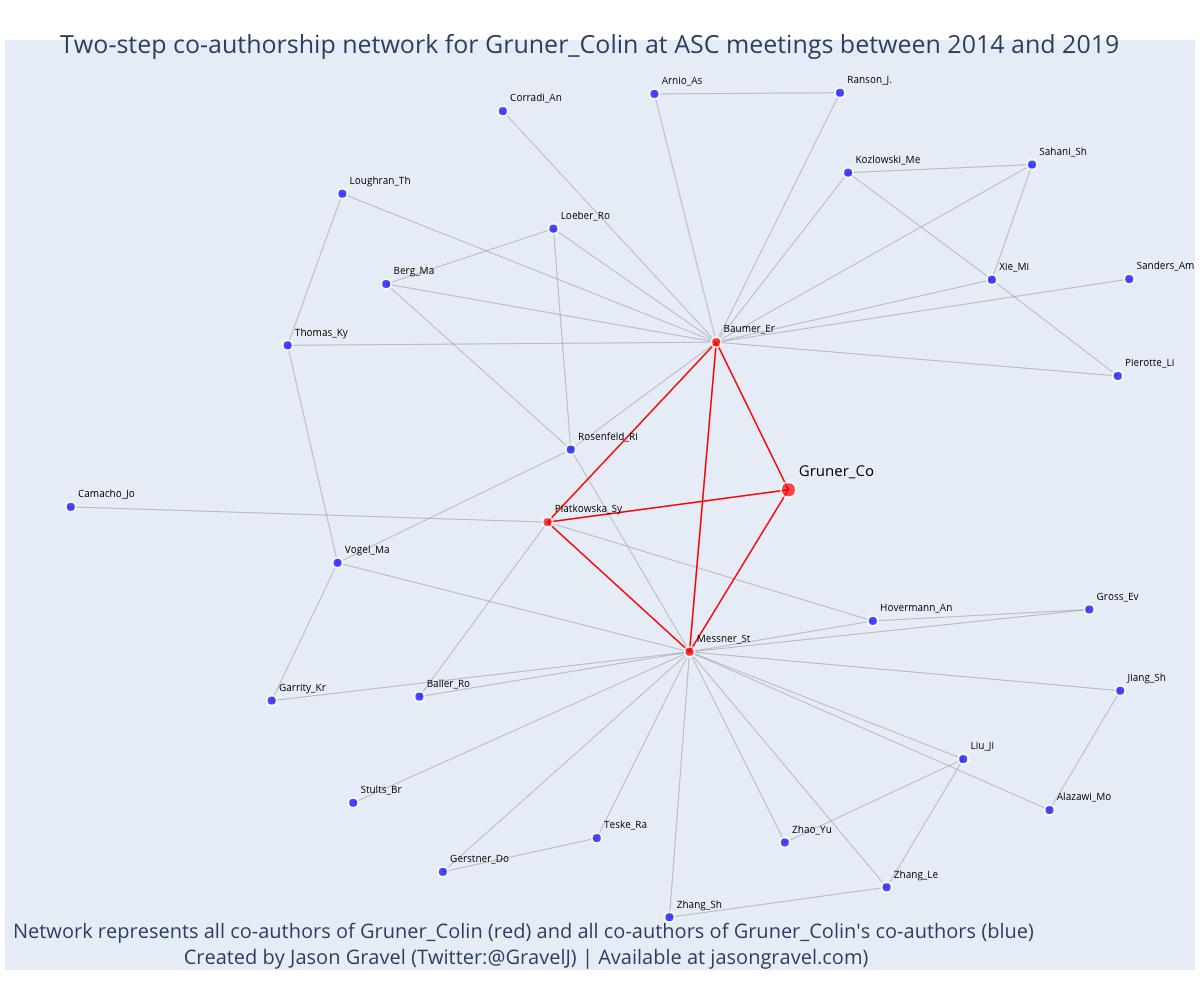 Two-step co-authorship network for Gruner_Colin at ASC meetings between 2014 and 2019
Arnio_As
Ranson_J.
Corradi_An
Sahani_Sh
Kozlowski_Me
Loughran_Th
Loeber_Ro
Berg_Ma
Xie_Mi
Sanders_Am
Thomas_Ky
Baumer_Er
Pierotte_Li
Rosenfeld_Ri
Gruner_Co
Camacho_Jo
Piatkowska_Sy
Vogel_Ma
Gross_Ev
Hovermann_An
Messner_St
Garrity_Kr
Baller_Ro
Jiang_Sh
Liu_Ji
Stults_Br
Alazawi_Mo
Teske_Ra
Zhao_Yu
Gerstner_Do
Zhang_Le
Zhang_Sh
Network represents all co-authors of Gruner_Colin (red) and all co-authors of Gruner_Colin's co-authors (blue)
Created by Jason Gravel (Twitter:@GravelJ) | Available at jasongravel.com)